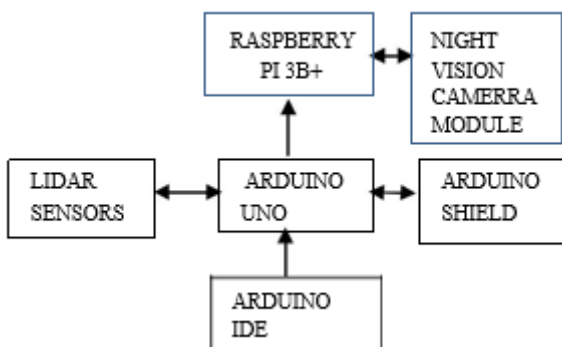 RASPBERRY
PI 3B+
NIGHT
VISION
CAMERRA
MODULE
LIDAR
SENSORS
ARDUINO
UNO
ARDUINO
SHIELD
ARDUINO
IDE